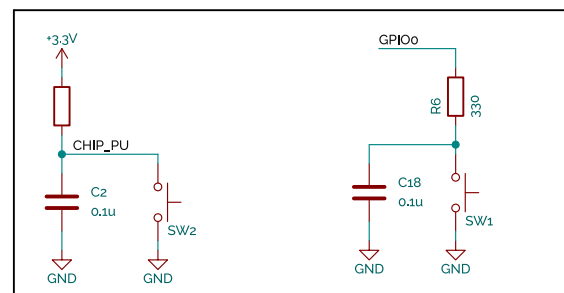 +3.3V
CHIP_PU
C2
0.1u
SW2
GND
GND
GPIO0
R6
330
C18
0.1u
SW1
GND
GND